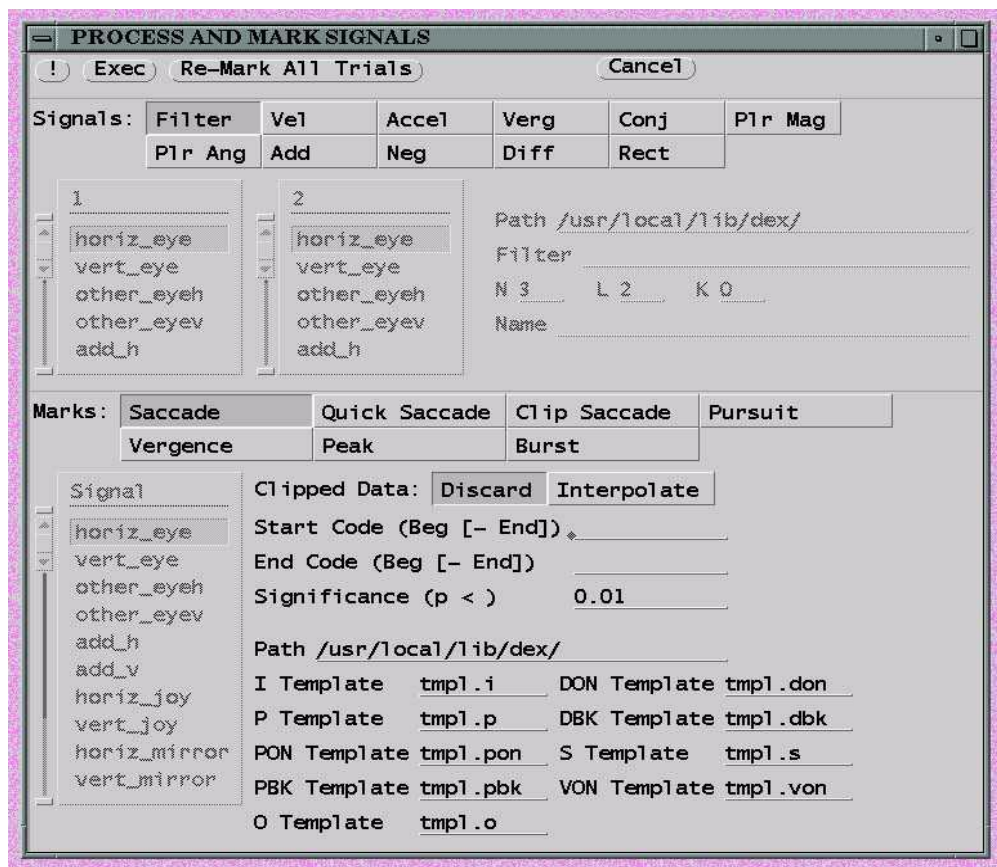 PROCESS AND MARK SIGNALS
! Exec Re-Mark All Trials Cancel
Signals: Filter Vel Accel Verg Conj Plr Mag
Plr Ang Add Neg Diff Rect
1
horiz_eye
vert_eye
other_eyeh
other_eyev
add_h
2
horiz_eye
vert_eye
other_eyeh
other_eyev
add_h
Path /usr/local/lib/dex/
Filter
N 3 L 2 K 0
Name
Marks: Saccade Quick Saccade Clip Saccade Pursuit
Vergence Peak Burst
Signal
horiz_eye
vert_eye
other_eyeh
other_eyev
add_h
add_v
horiz_joy
vert_joy
horiz_mirror
vert_mirror
Clipped Data: Discard Interpolate
Start Code (Beg [- End])
End Code (Beg [- End])
Significance (p < ) 0.01
Path /usr/local/lib/dex/
I Template tmpl.i DON Template tmpl.don
P Template tmpl.p DBK Template tmpl.dbk
PON Template tmpl.pon S Template tmpl.s
PBK Template tmpl.pbk VON Template tmpl.von
O Template tmpl.o